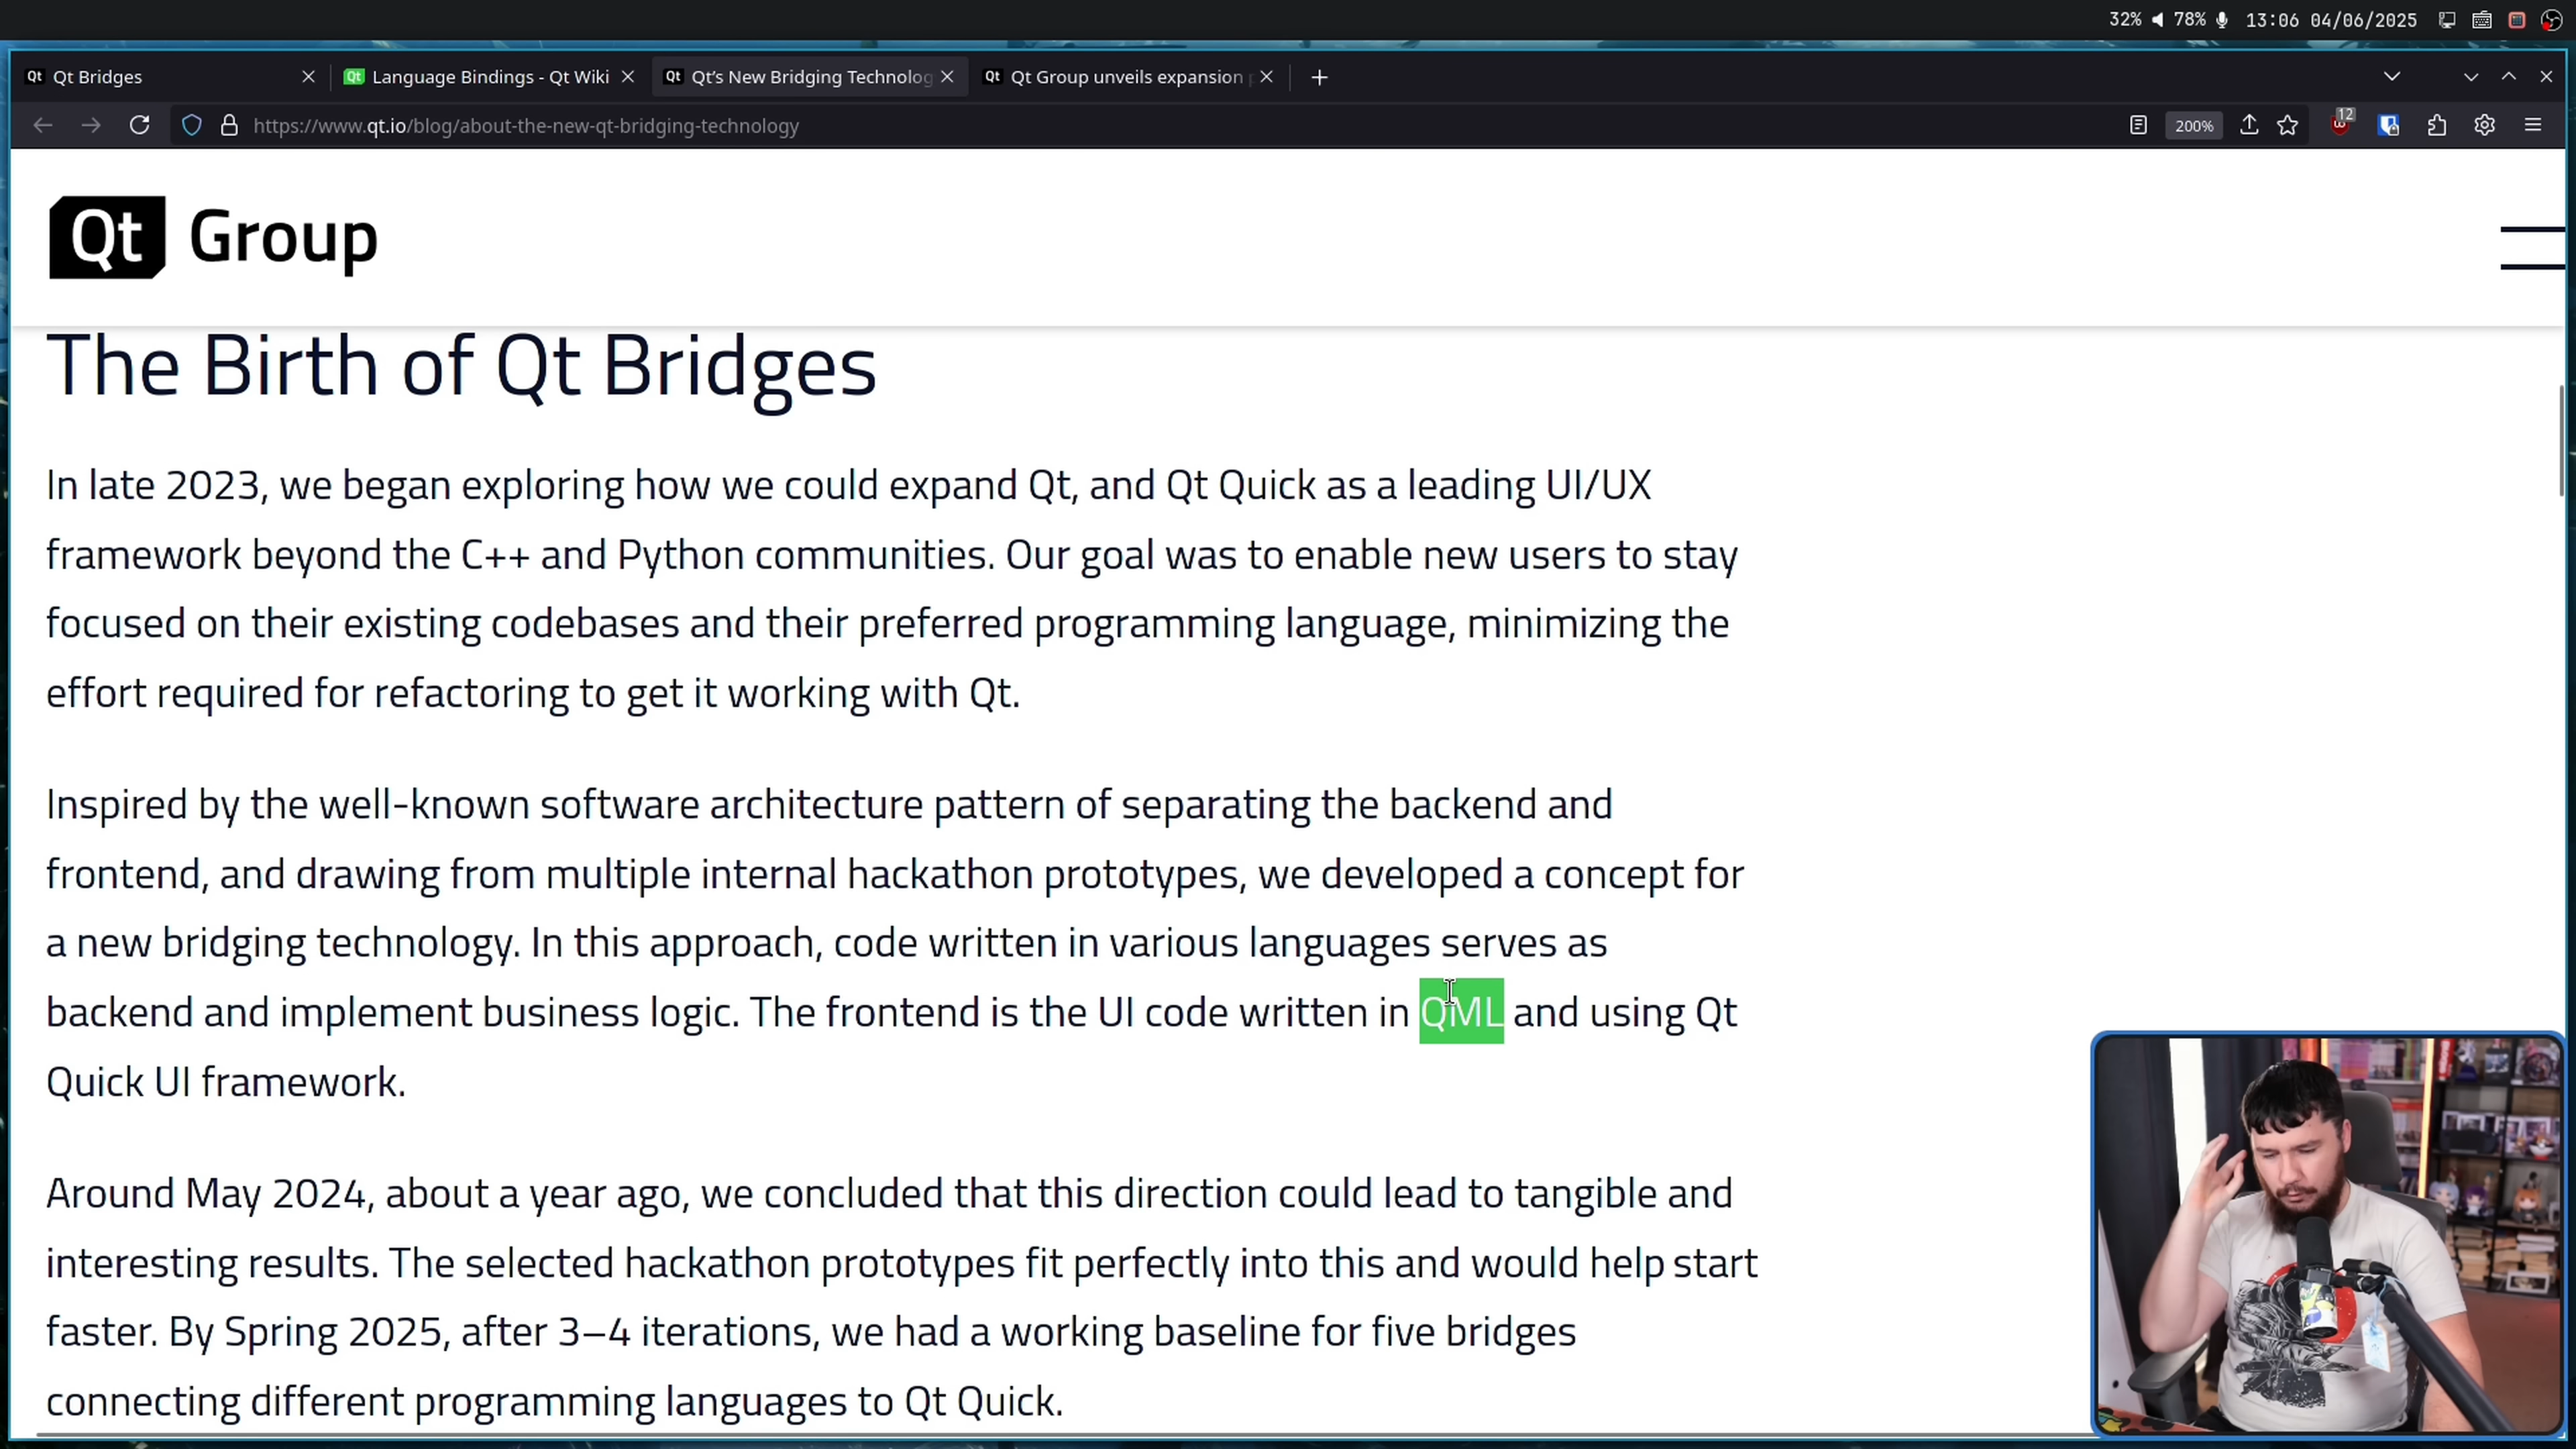 32% 78% 13:06 04/06/2025
Qt Qt Bridges
Qt Language Bindings - Qt Wiki
Qt Qt's New Bridging Technolog
Qt Qt Group unveils expansion p
https://www.qt.io/blog/about-the-new-qt-bridging-technology
200%
12
Qt Group
The Birth of Qt Bridges
In late 2023, we began exploring how we could expand Qt, and Qt Quick as a leading UI/UX
framework beyond the C++ and Python communities. Our goal was to enable new users to stay
focused on their existing codebases and their preferred programming language, minimizing the
effort required for refactoring to get it working with Qt.
Inspired by the well-known software architecture pattern of separating the backend and
frontend, and drawing from multiple internal hackathon prototypes, we developed a concept for
a new bridging technology. In this approach, code written in various languages serves as
backend and implement business logic. The frontend is the UI code written in QML and using Qt
Quick UI framework.
Around May 2024, about a year ago, we concluded that this direction could lead to tangible and
interesting results. The selected hackathon prototypes fit perfectly into this and would help start
faster. By Spring 2025, after 3–4 iterations, we had a working baseline for five bridges
connecting different programming languages to Qt Quick.